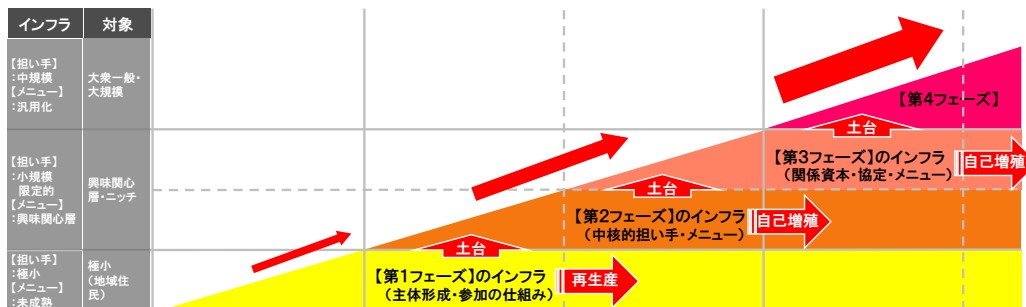 インフラ
対象
【担い手】
:中規模
【メニュー】
:汎用化
大衆一般・
大規模
【担い手】
:小規模
限定的
【メニュー】
:興味関心層
興味関心
層・ニッチ
【担い手】
:極小
【メニュー】
:未成熟
極小
(地域住
民)
【第4フェーズ】
土台
【第3フェーズ】のインフラ
(関係資本・協定・メニュー)
自己増殖
土台
【第2フェーズ】のインフラ
(中核的担い手・メニュー)
自己増殖
土台
【第1フェーズ】のインフラ
(主体形成・参加の仕組み)
再生産